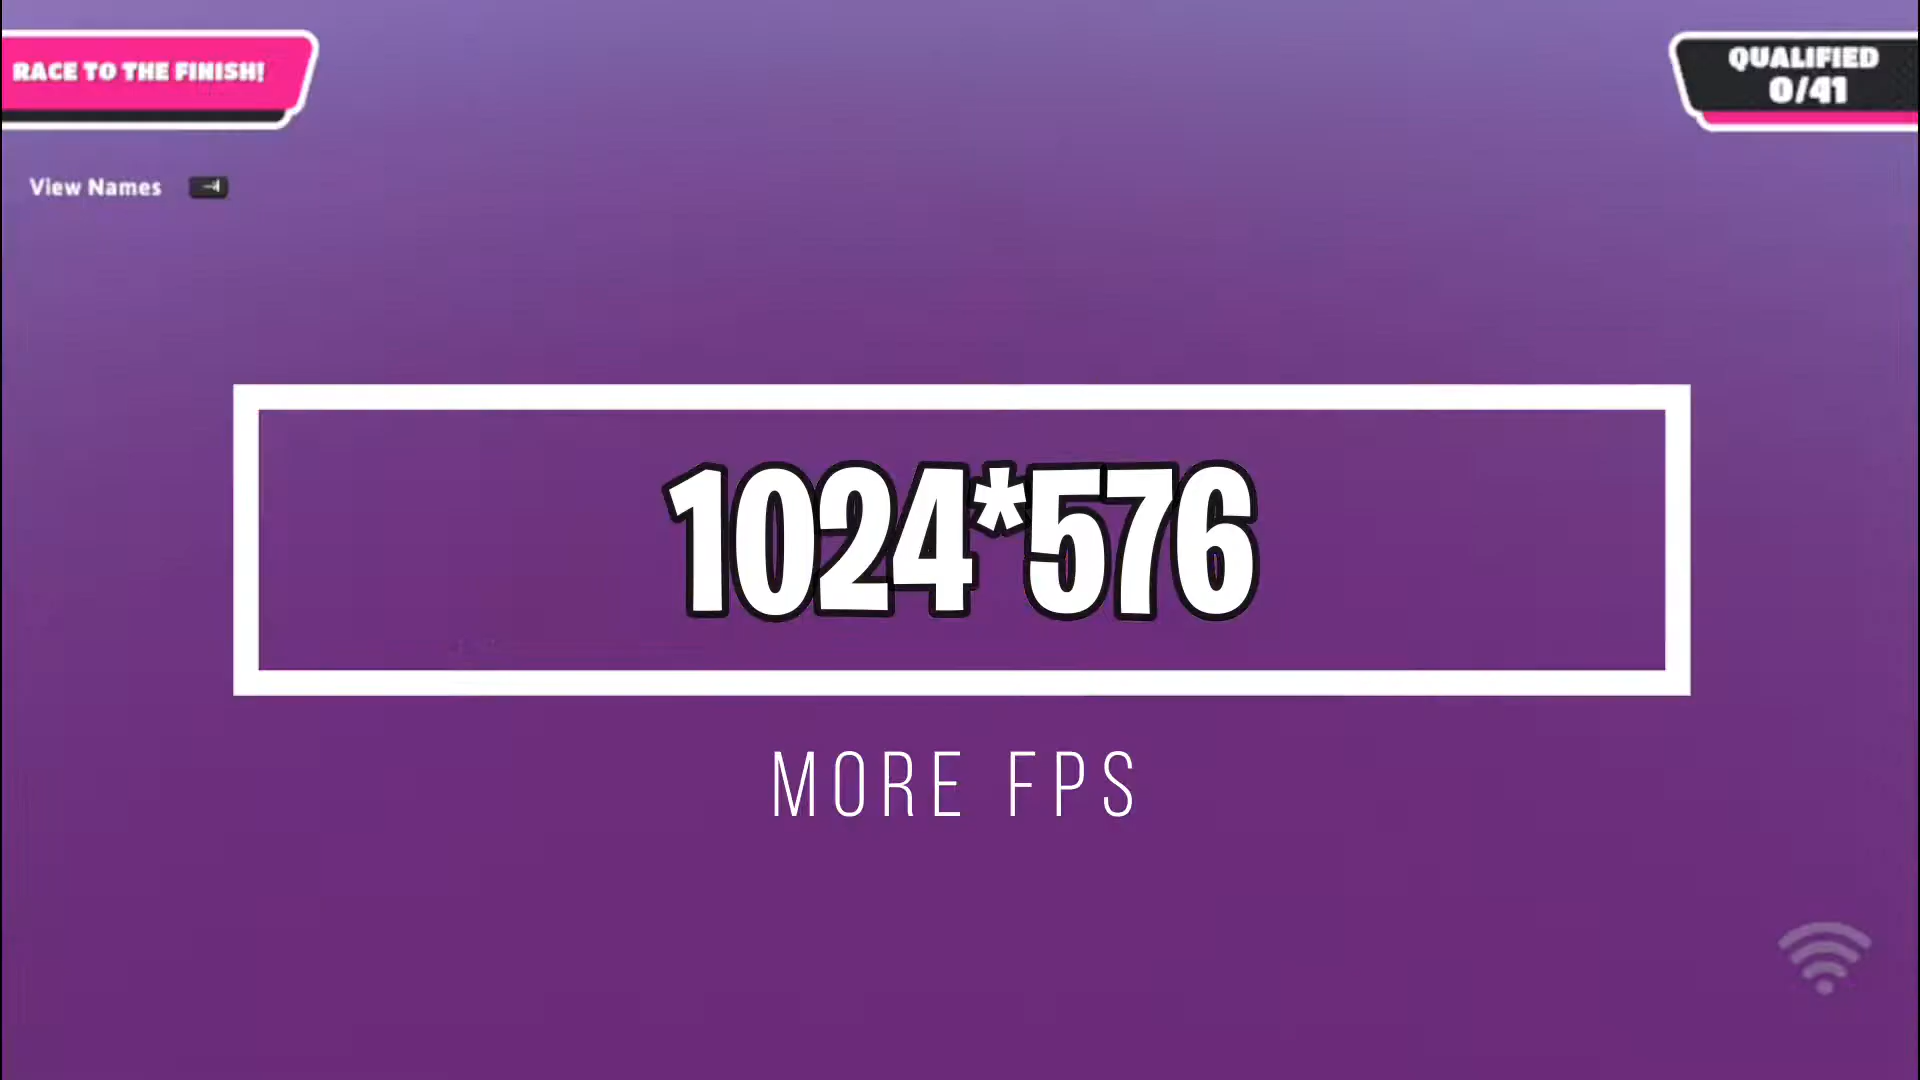 RACE TO THE FINISH!
QUALIFIED
0/41
View Names
1024*576
MORE FPS